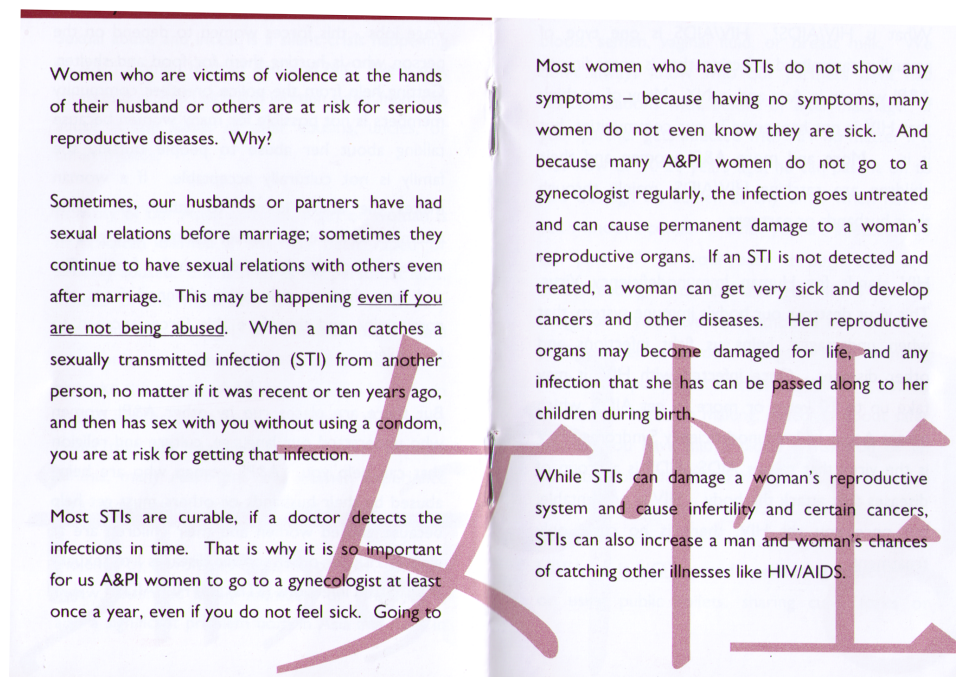 Women who are victims of violence at the hands
of their husband or others are at risk for serious
reproductive diseases. Why?
Sometimes, our husbands or partners have had
sexual relations before marriage; sometimes they
continue to have sexual relations with others even
after marriage. This may be happening even if you
are not being abused. When a man catches a
sexually transmitted infection (STI) from another
person, no matter if it was recent or ten years ago,
and then has sex with you without using a condom,
you are at risk for getting that infection.
Most STIs are curable, if a doctor detects the
infections in time. That is why it is so important
for us A&PI women to go to a gynecologist at least
once a year, even if you do not feel sick. Going to
Most women who have STIs do not show any
symptoms – because having no symptoms, many
women do not even know they are sick. And
because many A&PI women do not go to a
gynecologist regularly, the infection goes untreated
and can cause permanent damage to a woman's
reproductive organs. If an STI is not detected and
treated, a woman can get very sick and develop
cancers and other diseases. Her reproductive
organs may become damaged for life, and any
infection that she has can be passed along to her
children during birth.
While STIs can damage a woman's reproductive
system and cause infertility and certain cancers,
STIs can also increase a man and woman's chances
of catching other illnesses like HIV/AIDS.
女性